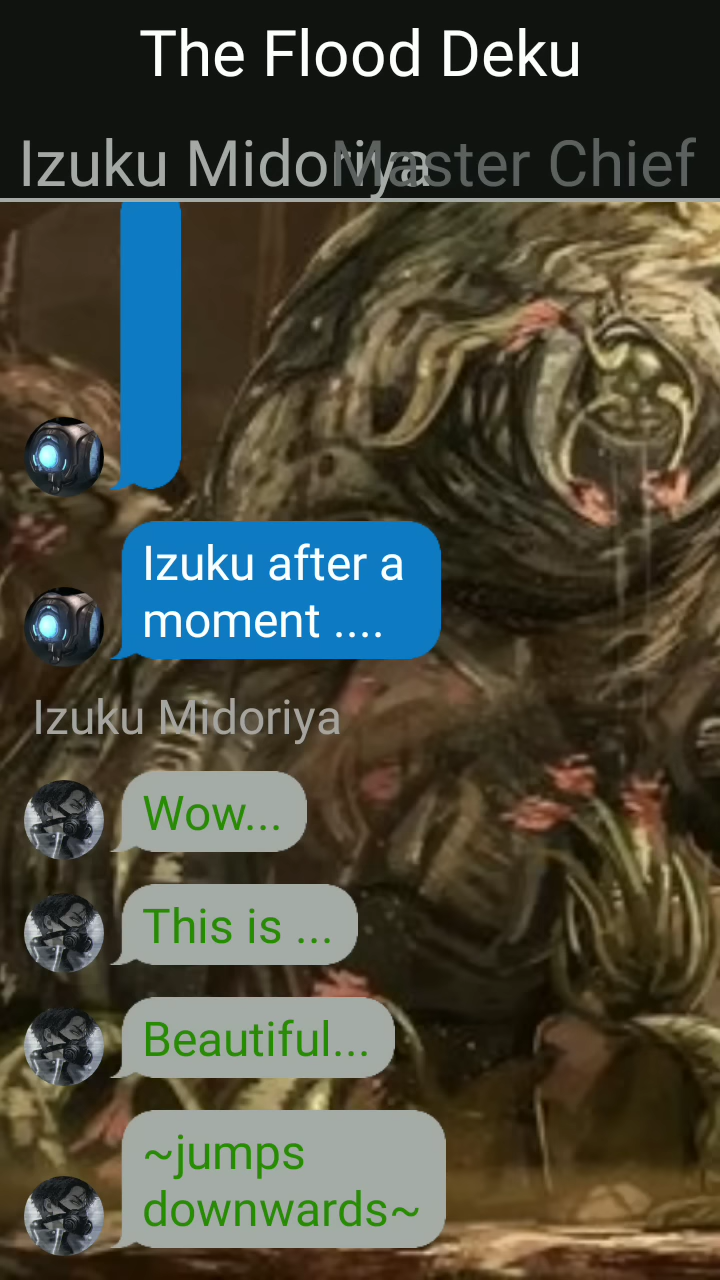 The Flood Deku
Izuku Midoriya
Master Chief
Izuku after a
moment ....
Izuku Midoriya
Wow...
This is ...
Beautiful...
~jumps
downwards~